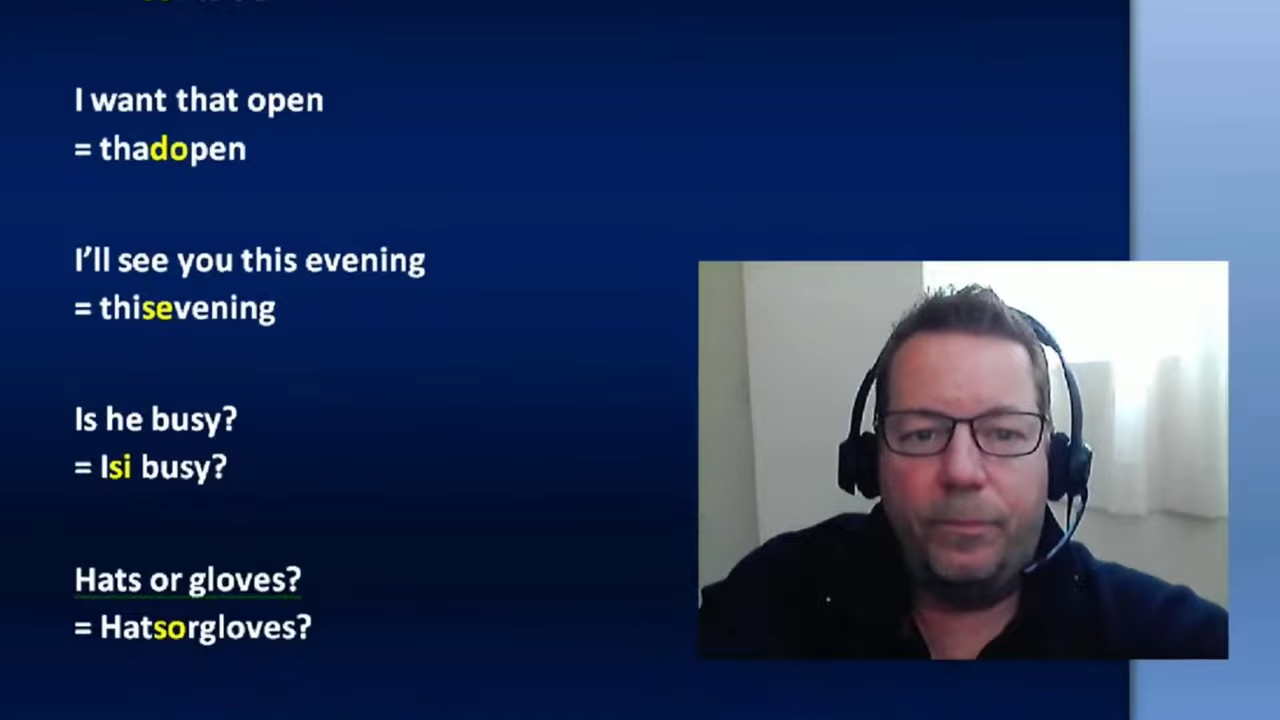 I want that open
= thadopen
I'll see you this evening
= thisevening
Is he busy?
= Isi busy?
Hats or gloves?
= Hatsorgloves?